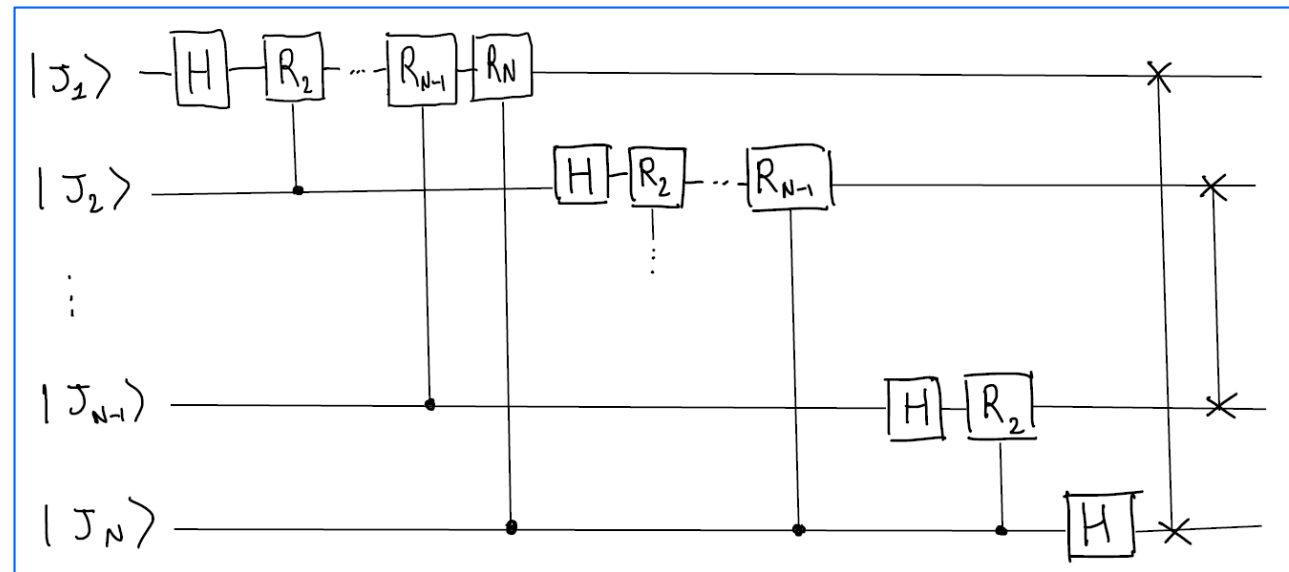 |J₁⟩ H R₂ ... R_{N-1} R_N
|J₂⟩ H R₂ ... R_{N-1}
⋮
|J_{N-1}⟩ H R₂
|J_N⟩ H